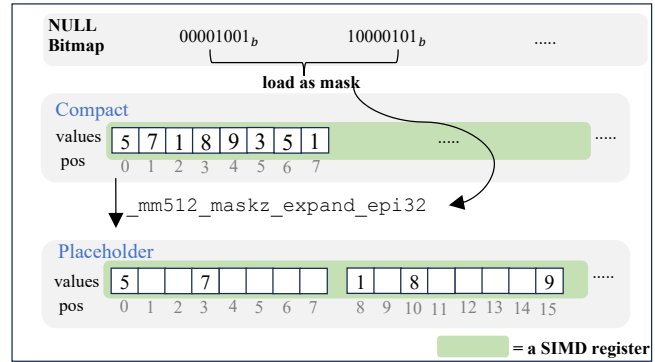 NULL
Bitmap 00001001b 10000101b .....
load as mask
Compact
values 5 7 1 8 9 3 5 1 ..... .....
pos 0 1 2 3 4 5 6 7
_mm512_maskz_expand_epi32
Placeholder
values 5 7 1 8 9 .....
pos 0 1 2 3 4 5 6 7 8 9 10 11 12 13 14 15
= a SIMD register